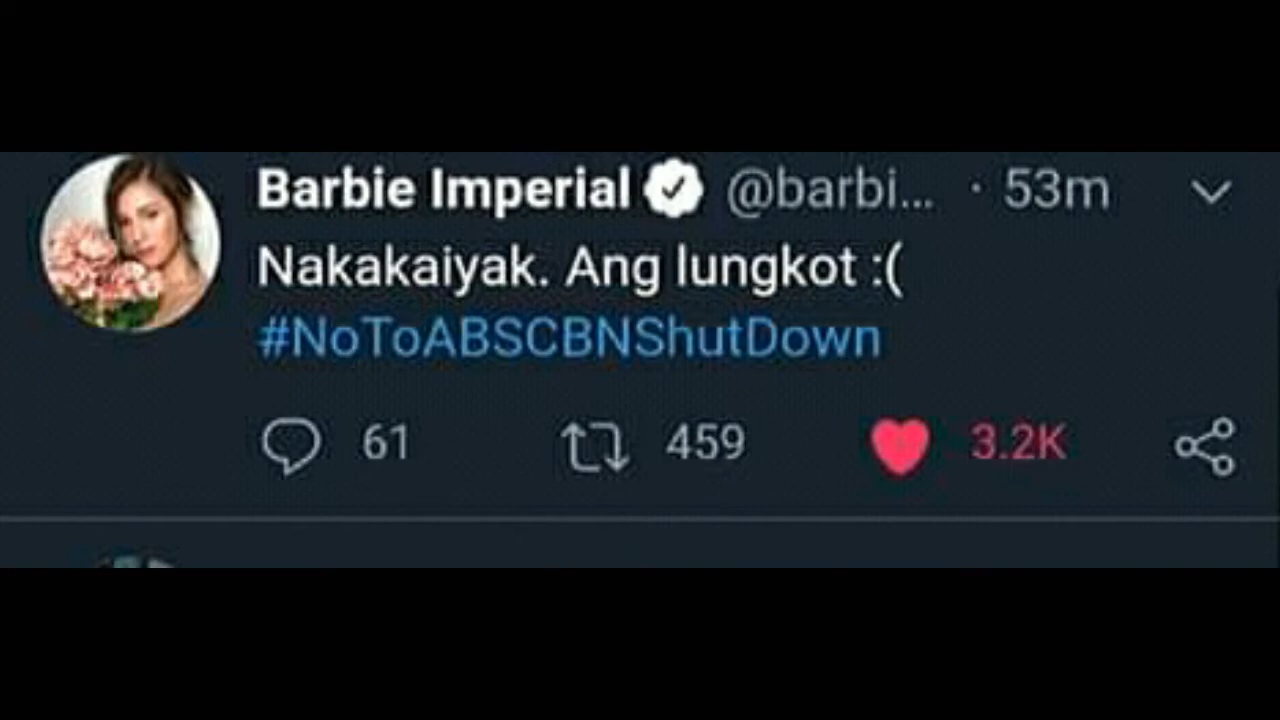 Barbie Imperial @barbi... · 53m
Nakakaiyak. Ang lungkot :(
#NoToABSCBNShutDown
61 459 3.2K